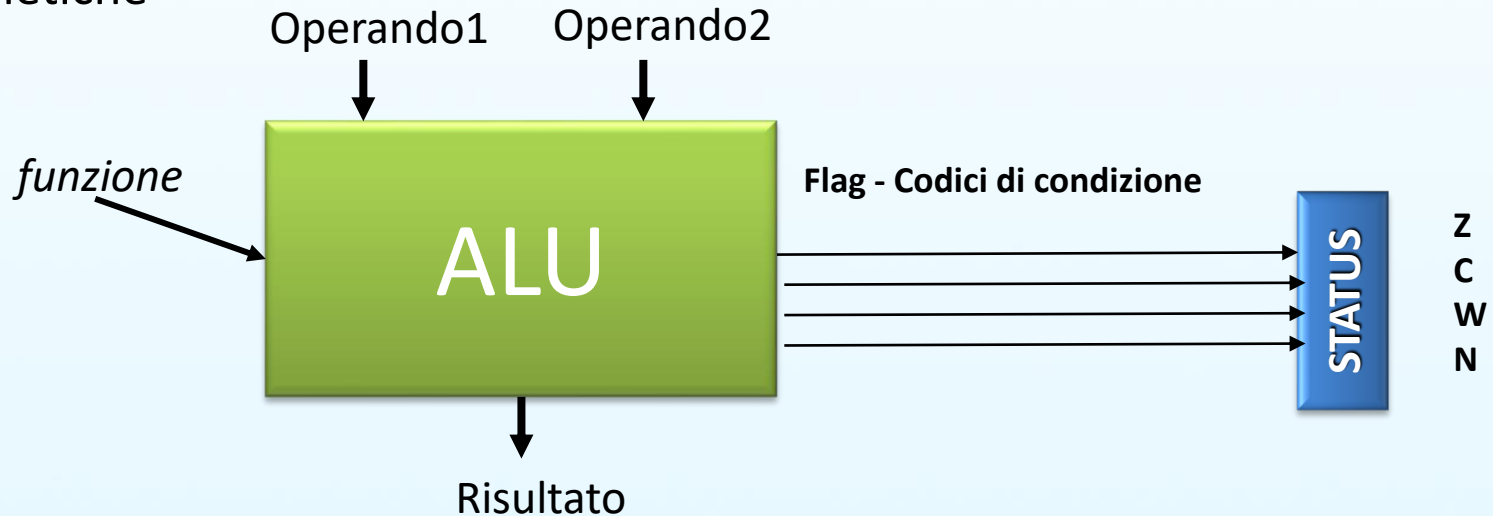 Operando1 Operando2
funzione
Flag - Codici di condizione
ALU
STATUS
Z
C
W
N
Risultato